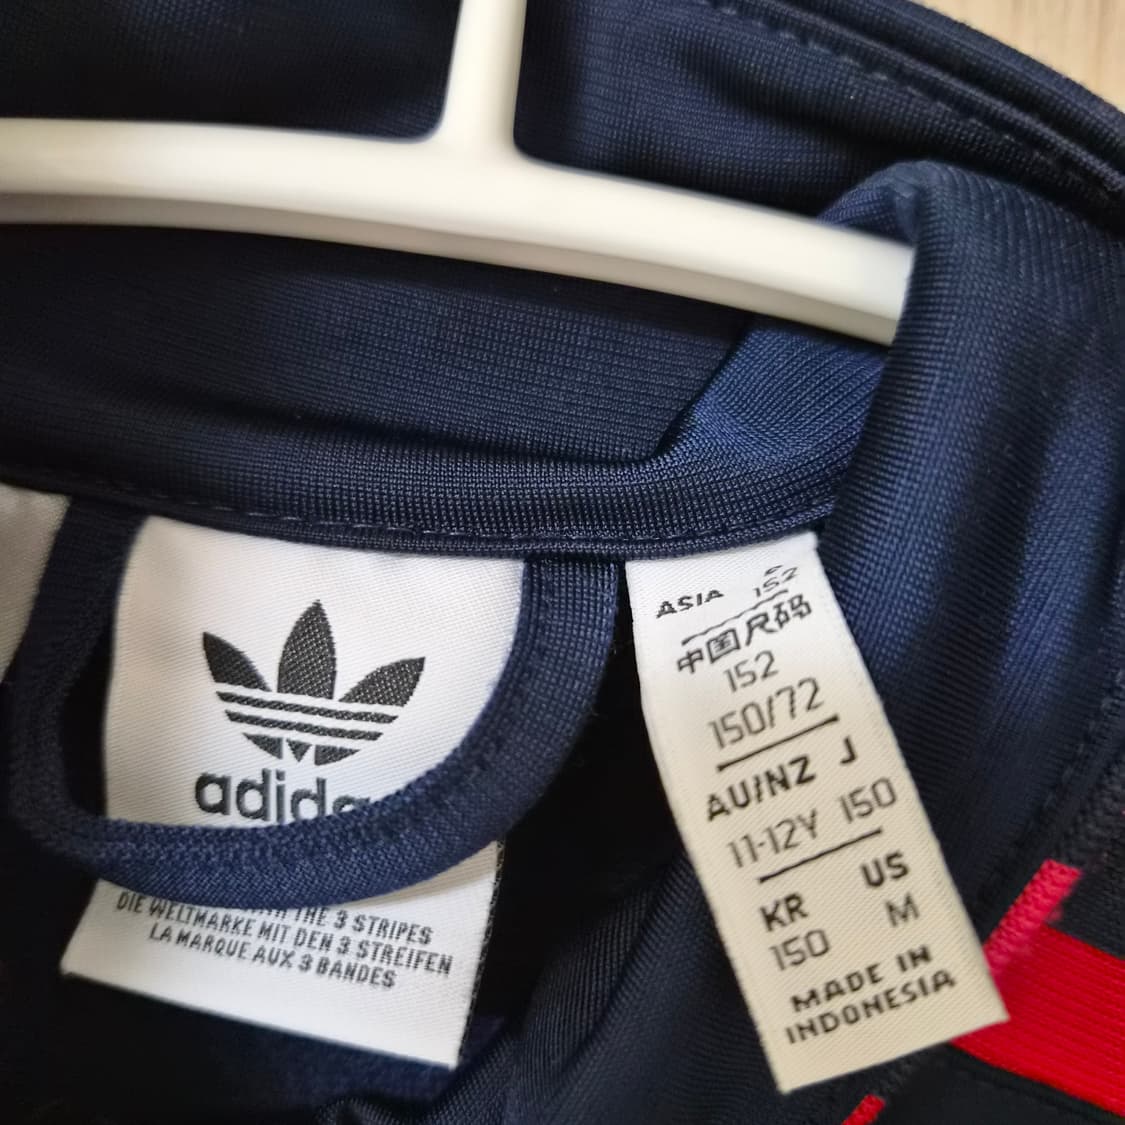 adida
THE 3 STRIPES
DIE WELTMARKE MIT DEN 3 STREIFEN
LA MARQUE AUX 3 BANDES
ASIA 152
中国尺码
152
150/72
AU/NZ J
11-12Y 150
KR US
150 M
MADE IN
INDONESIA